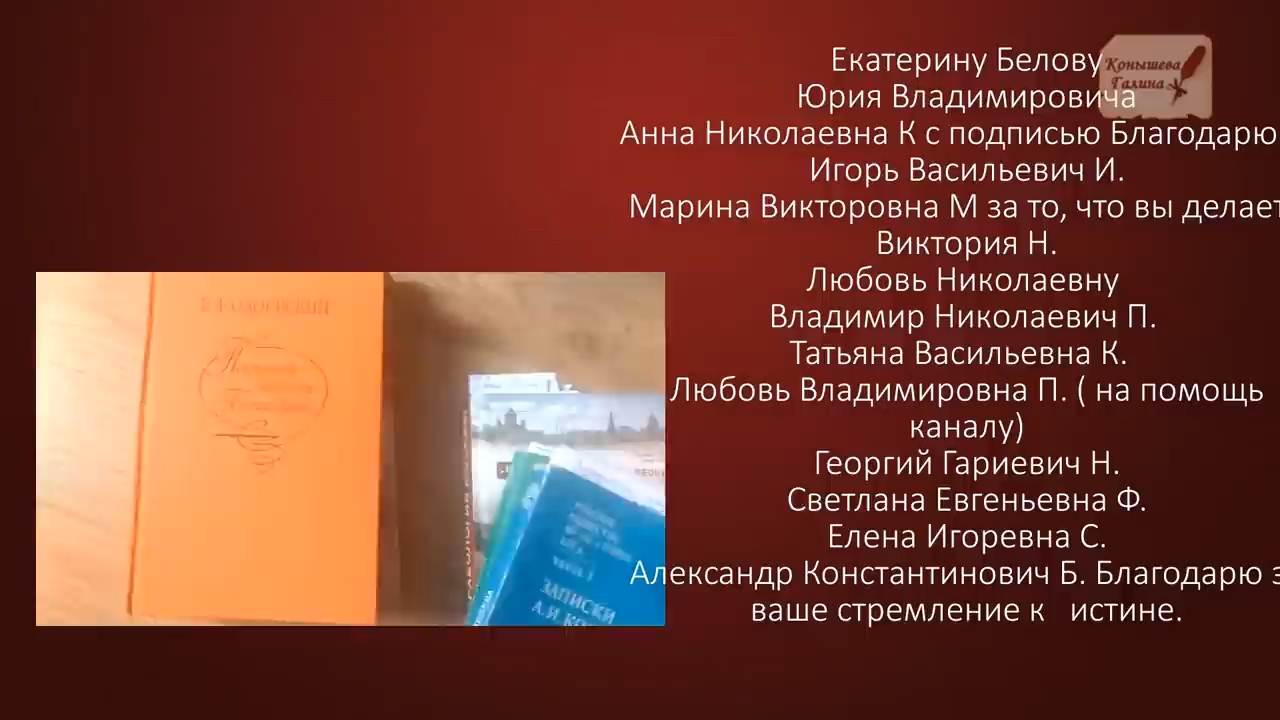 Екатерину Белову
Конышева
Галина
Юрия Владимировича
Анна Николаевна К с подписью Благодарю
Игорь Васильевич И.
Марина Викторовна М за то, что вы делает
Виктория Н.
Любовь Николаевну
Владимир Николаевич П.
Татьяна Васильевна К.
Любовь Владимировна П. ( на помощь
каналу)
Георгий Гариевич Н.
Светлана Евгеньевна Ф.
Елена Игоревна С.
Александр Константинович Б. Благодарю з
ваше стремление к истине.
ЗАПИСКИ